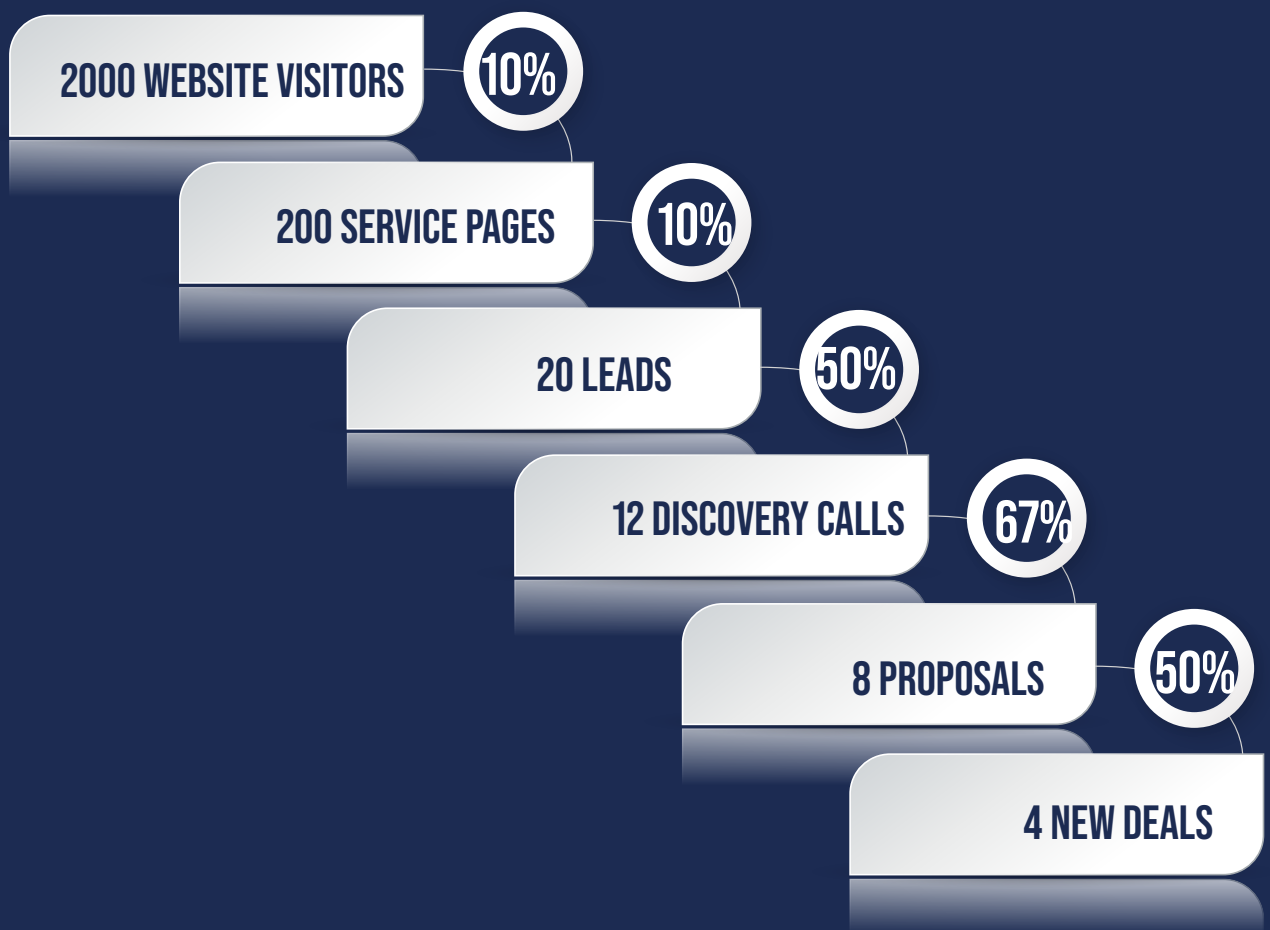 2000 WEBSITE VISITORS
10%
200 SERVICE PAGES
10%
20 LEADS
50%
12 DISCOVERY CALLS
67%
8 PROPOSALS
50%
4 NEW DEALS